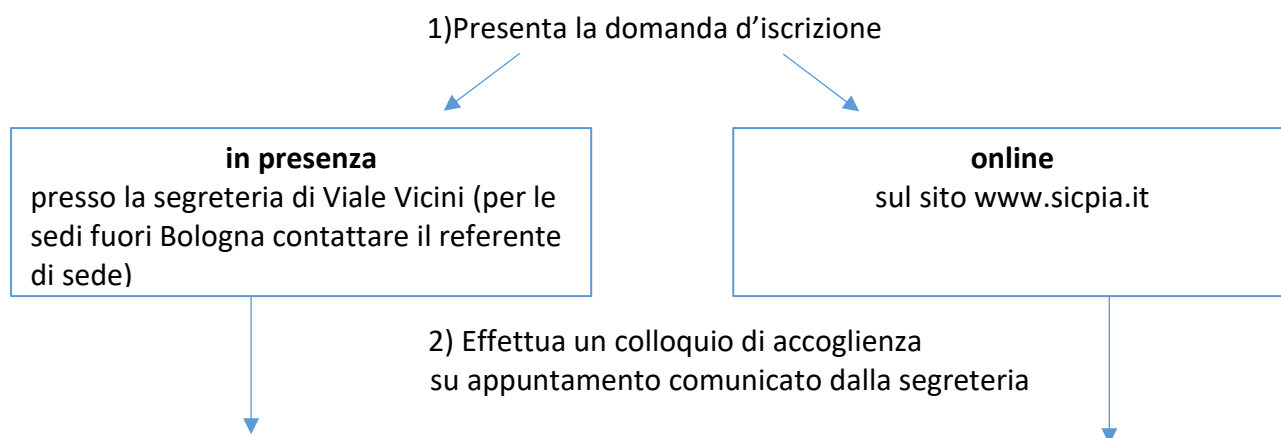 1)Presenta la domanda d’iscrizione
in presenza
presso la segreteria di Viale Vicini (per le
sedi fuori Bologna contattare il referente
di sede)
online
sul sito www.sicpia.it
2) Effettua un colloquio di accoglienza
su appuntamento comunicato dalla segreteria